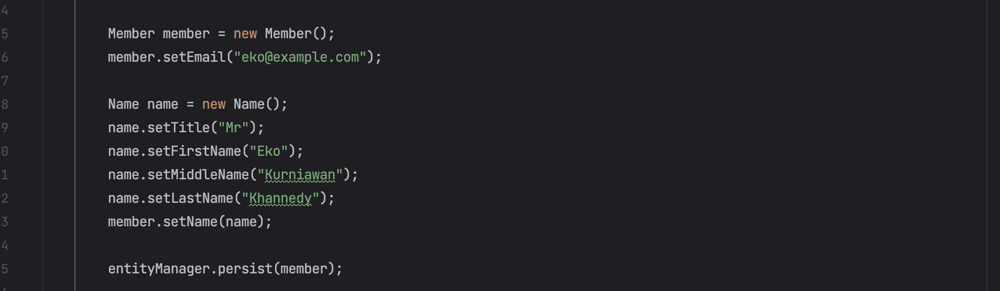 4
5 Member member = new Member();
6 member.setEmail("eko@example.com");
7
8 Name name = new Name();
9 name.setTitle("Mr");
0 name.setFirstName("Eko");
1 name.setMiddleName("Kurniawan");
2 name.setLastName("Khannedy");
3 member.setName(name);
4
5 entityManager.persist(member);